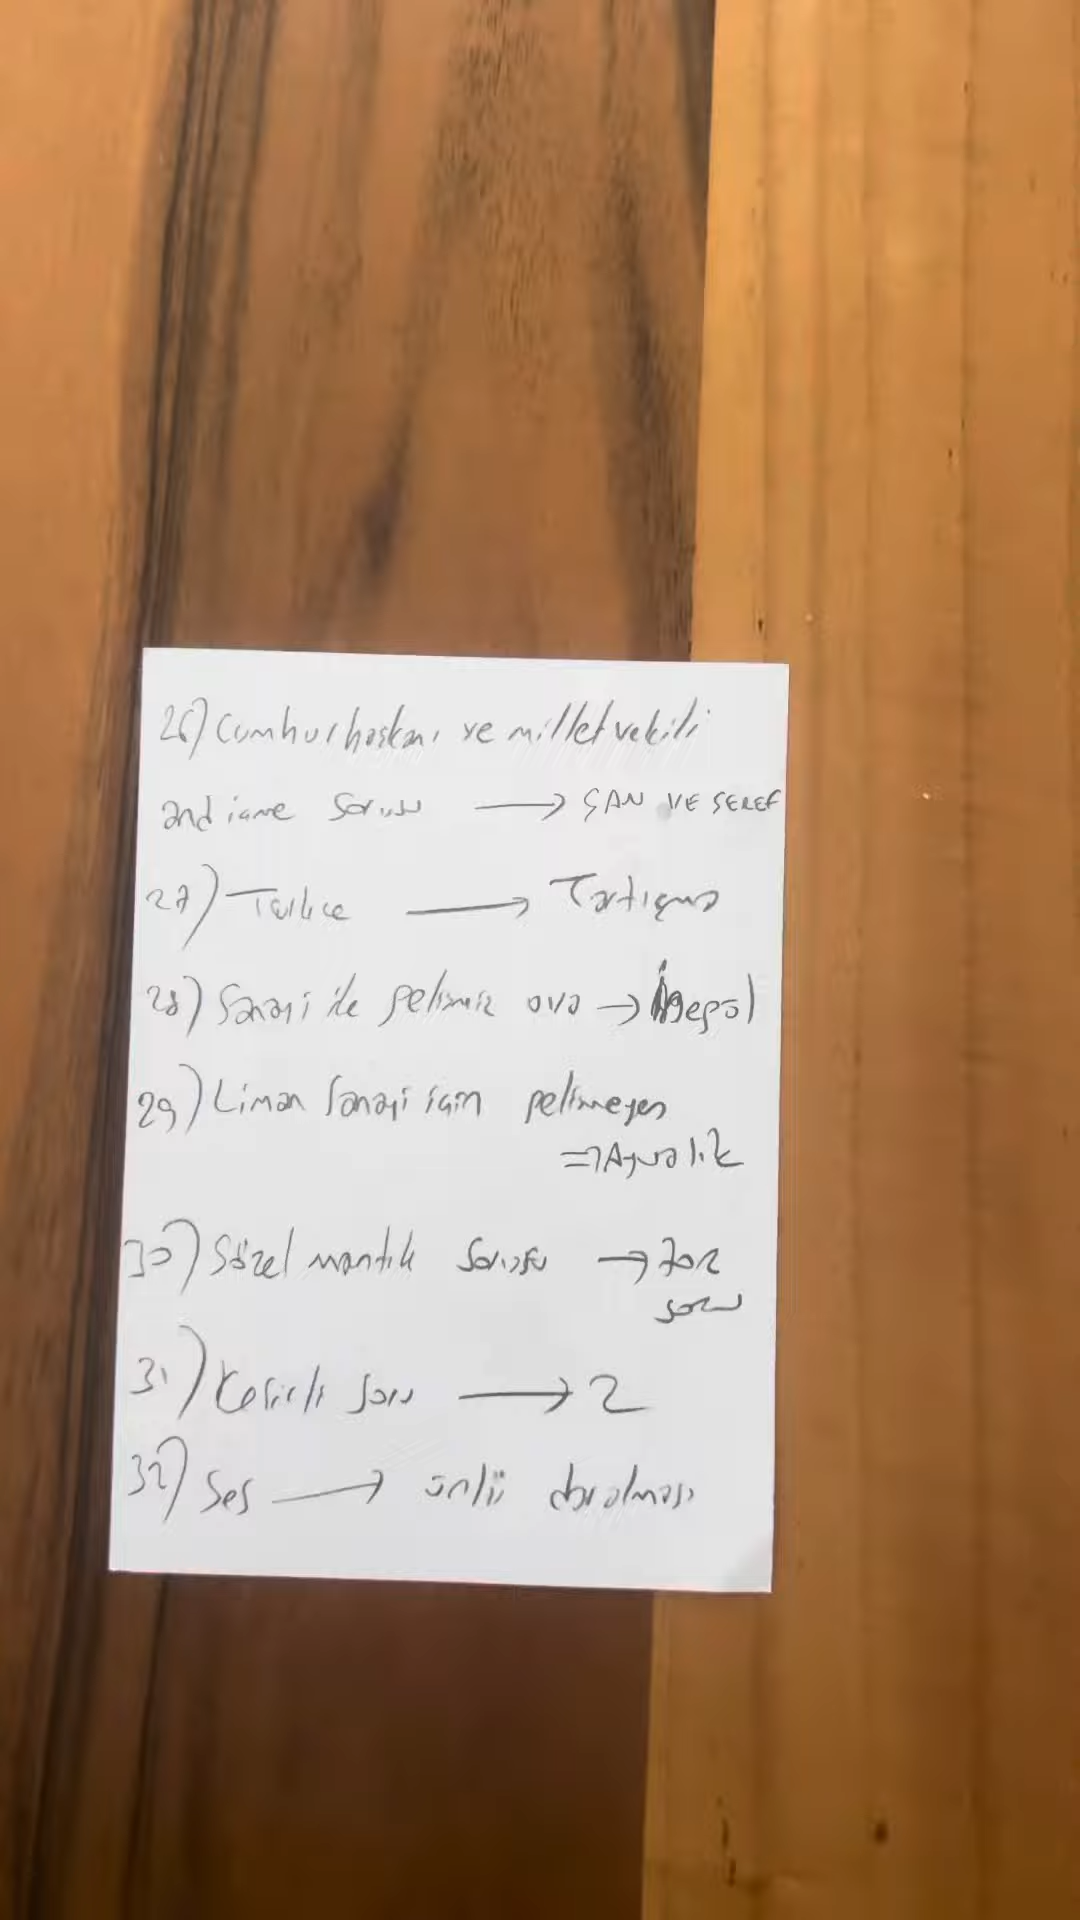 26) Cumhurbaşkanı ve milletvekili
and içme sorusu → ŞAN VE ŞEREF
27) Türkçe → Tartışma
28) Sanayi ile gelişmiş ova → İnegöl
29) Liman sanayi için gelişmeyen
⇒ Ayvalık
30) Sözel mantık sorusu → zor
soru
31) Kesirli soru → 2
32) Ses → ünlü daralması